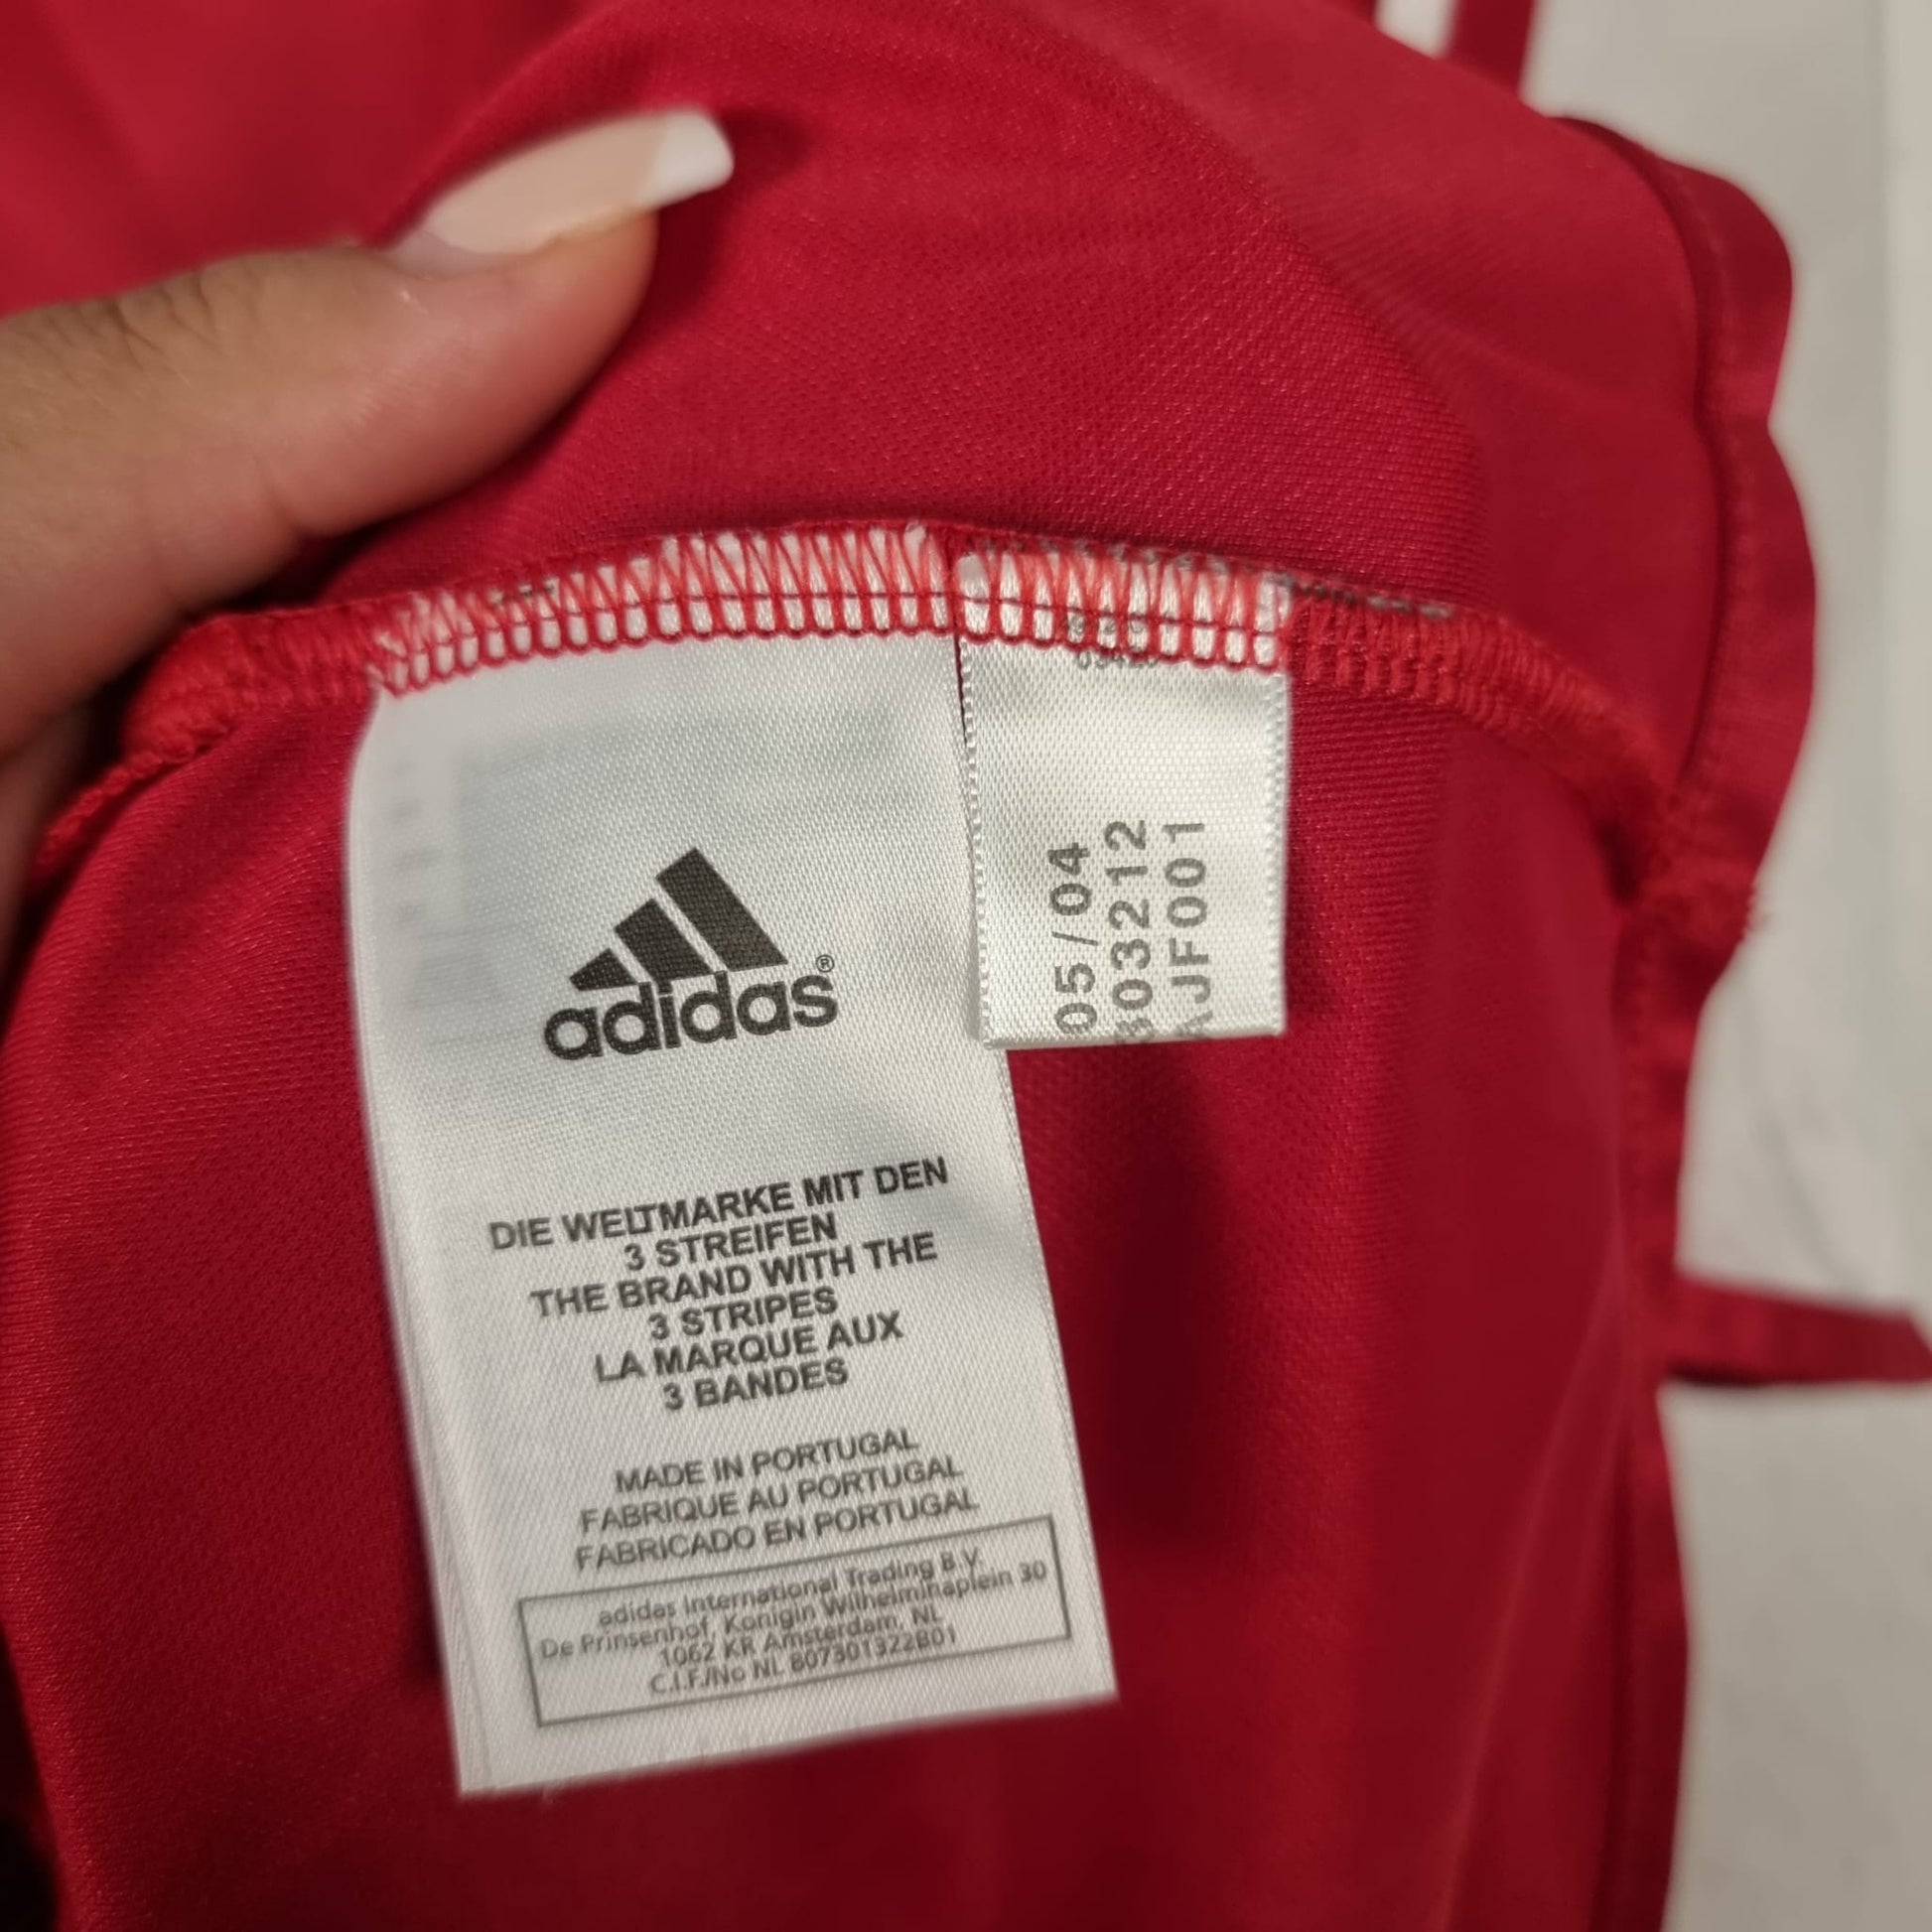 adidas®
DIE WELTMARKE MIT DEN
3 STREIFEN
THE BRAND WITH THE
3 STRIPES
LA MARQUE AUX
3 BANDES
MADE IN PORTUGAL
FABRIQUE AU PORTUGAL
FABRICADO EN PORTUGAL
adidas International Trading B.V.
De Prinsenhof, Konigin Wilhelminaplein 30
1062 KR Amsterdam, NL
C.I.F./No NL 807301322B01
05/04
303212
AJF001